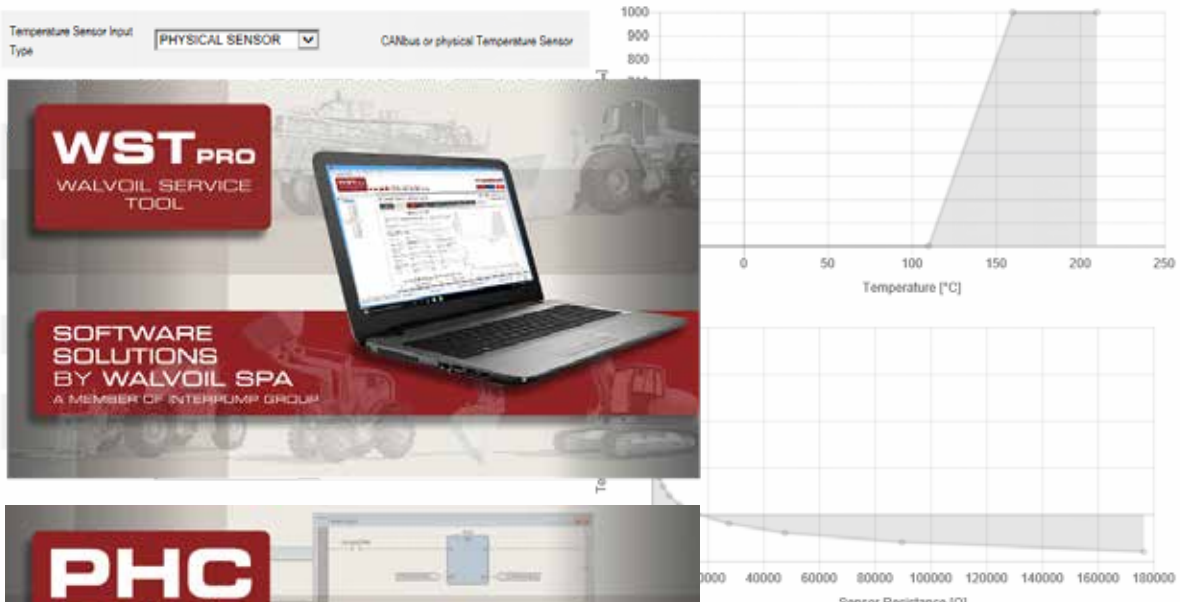 Temperature Sensor Input
Type
PHYSICAL SENSOR
CANbus or physical Temperature Sensor
1000
900
800
0
50
100
150
200
250
Temperature [°C]
WST PRO
WALVOIL SERVICE
TOOL
SOFTWARE
SOLUTIONS
BY WALVOIL SPA
A MEMBER OF INTERPUMP GROUP
PHC
40000
60000
80000
100000
120000
140000
160000
180000
Sensor Resistance [Ω]